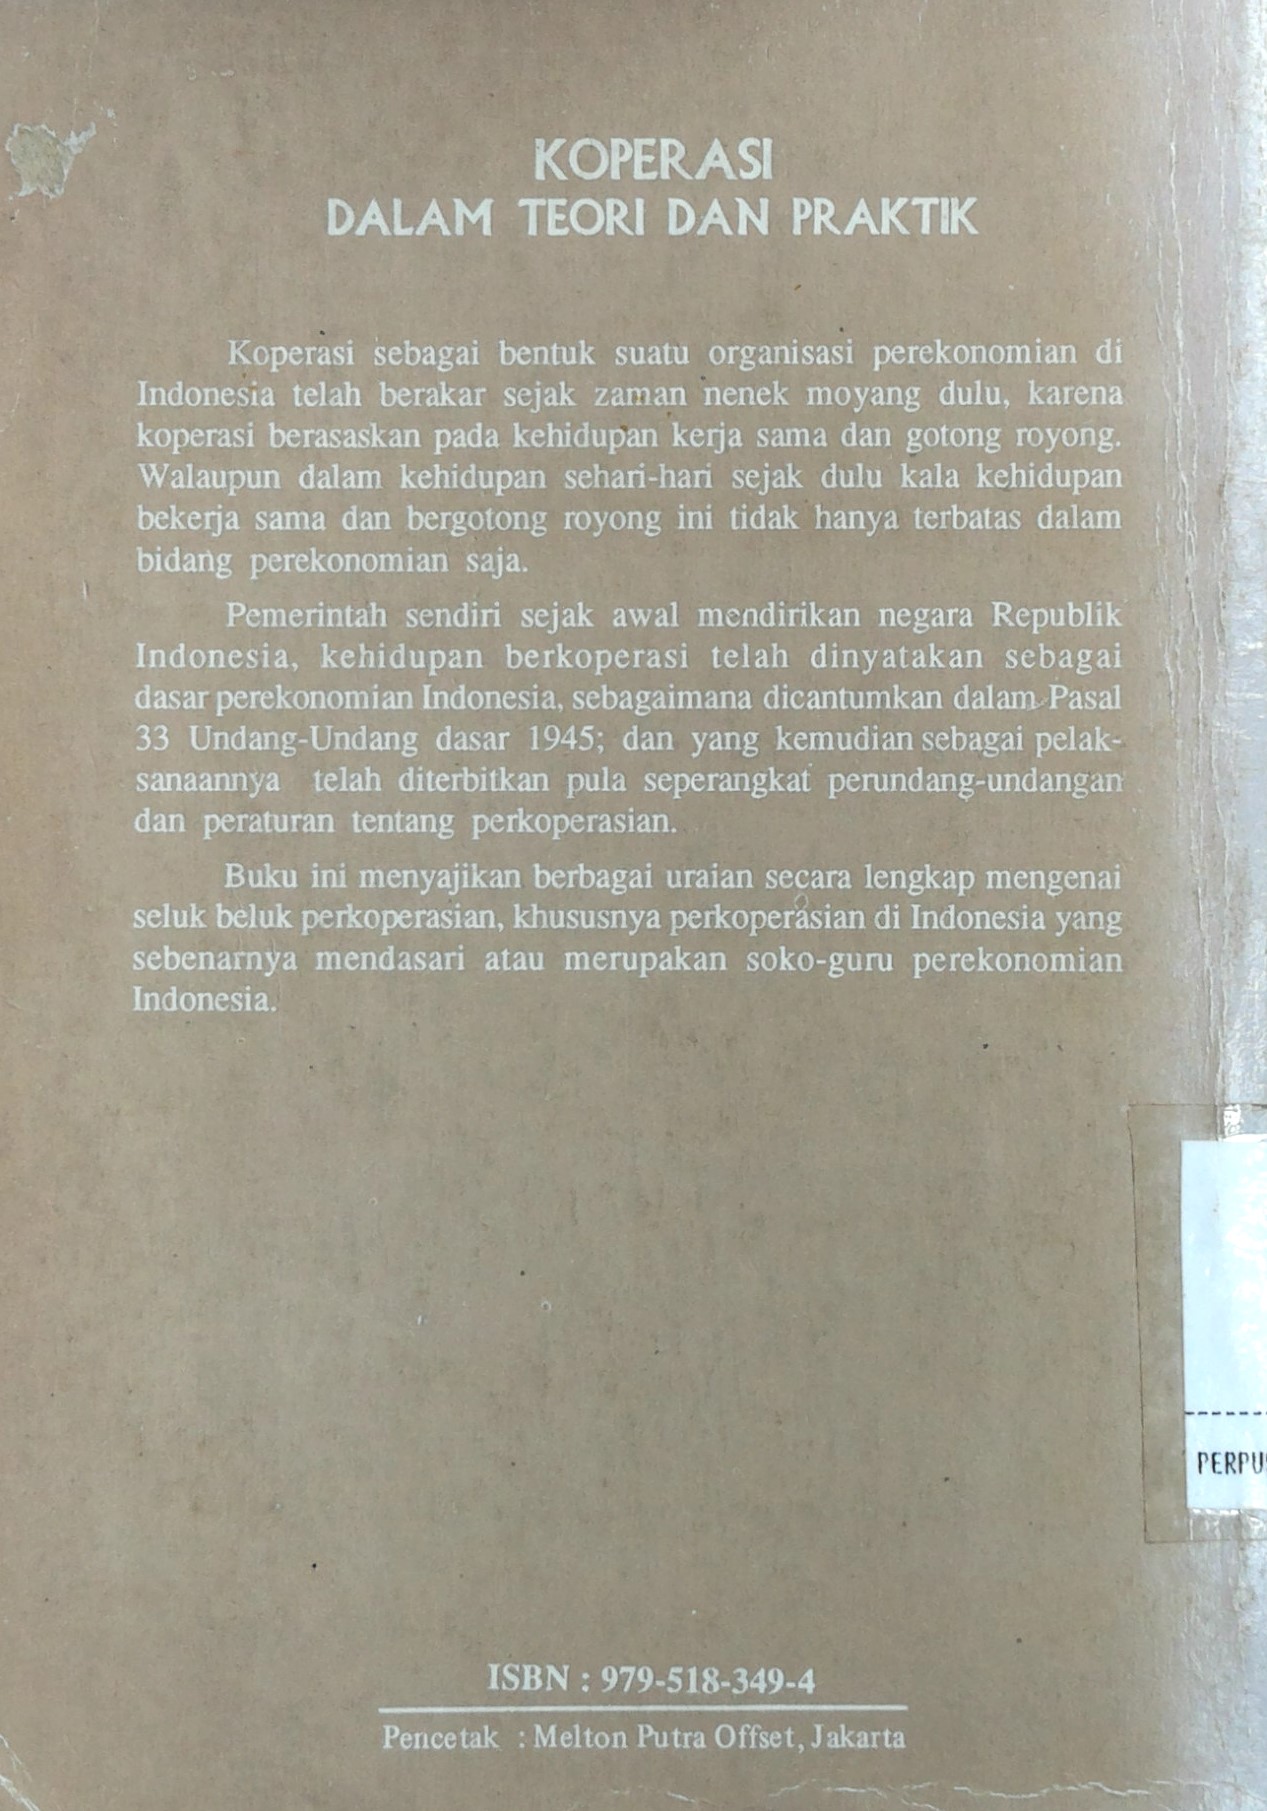 KOPERASI
DALAM TEORI DAN PRAKTIK
Koperasi sebagai bentuk suatu organisasi perekonomian di
Indonesia telah berakar sejak zaman nenek moyang dulu, karena
koperasi berasaskan pada kehidupan kerja sama dan gotong royong.
Walaupun dalam kehidupan sehari-hari sejak dulu kala kehidupan
bekerja sama dan bergotong royong ini tidak hanya terbatas dalam
bidang perekonomian saja.
Pemerintah sendiri sejak awal mendirikan negara Republik
Indonesia, kehidupan berkoperasi telah dinyatakan sebagai
dasar perekonomian Indonesia, sebagaimana dicantumkan dalam Pasal
33 Undang-Undang dasar 1945; dan yang kemudian sebagai pelak-
sanaannya telah diterbitkan pula seperangkat perundang-undangan
dan peraturan tentang perkoperasian.
Buku ini menyajikan berbagai uraian secara lengkap mengenai
seluk beluk perkoperasian, khususnya perkoperasian di Indonesia yang
sebenarnya mendasari atau merupakan soko-guru perekonomian
Indonesia.
ISBN : 979-518-349-4
Pencetak : Melton Putra Offset, Jakarta